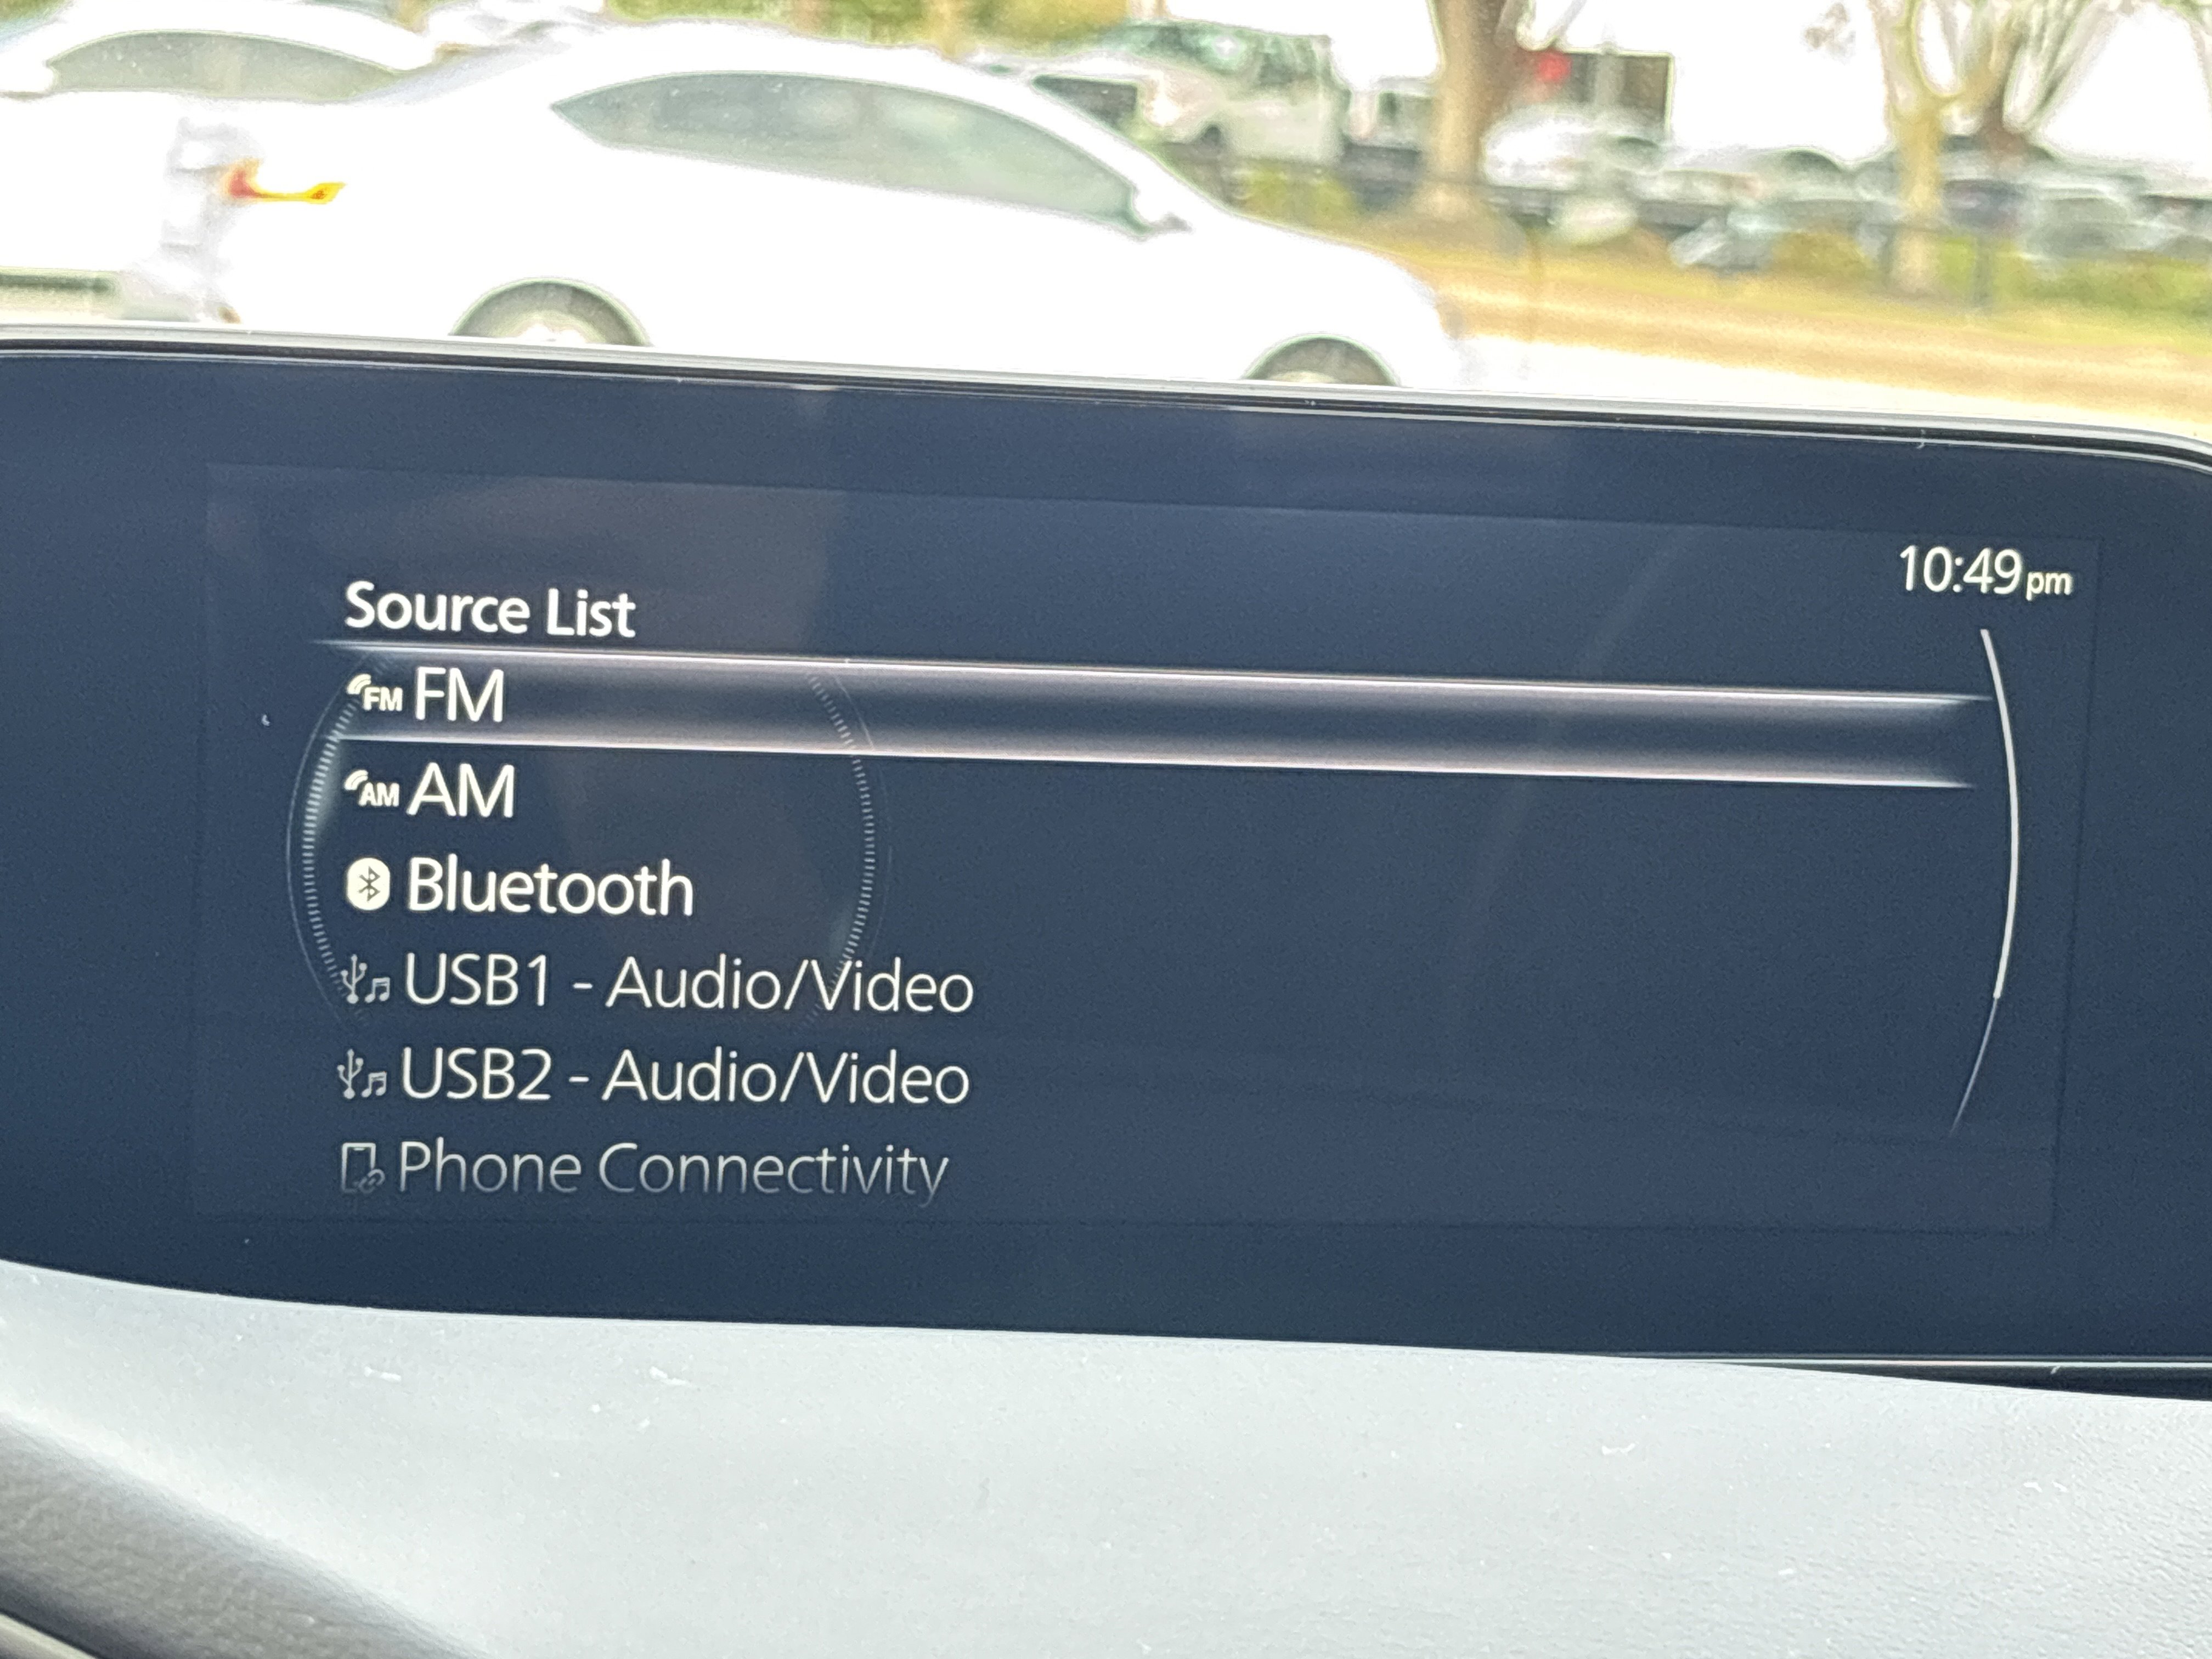 10:49pm
Source List
FM FM
AM AM
Bluetooth
USB1 - Audio/Video
USB2 - Audio/Video
Phone Connectivity